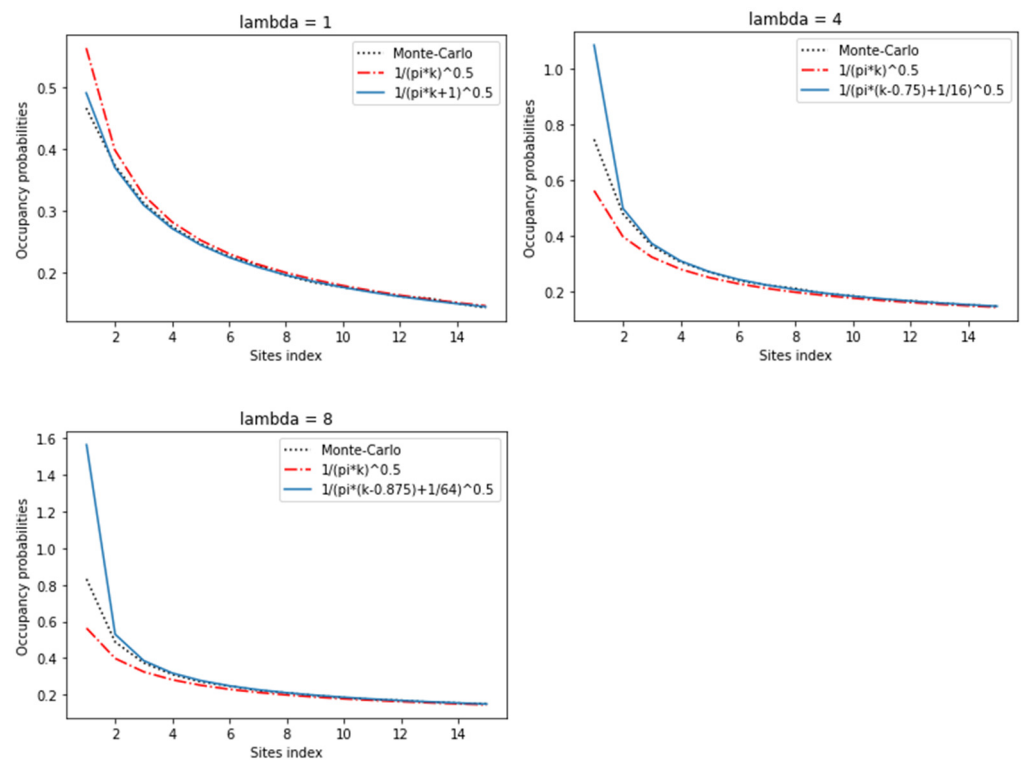 lambda = 1
Monte-Carlo
1/(pi*k)^0.5
1/(pi*k+1)^0.5
0.5
0.4
0.3
0.2
Occupancy probabilities
2 4 6 8 10 12 14
Sites index
lambda = 4
Monte-Carlo
1/(pi*k)^0.5
1/(pi*(k-0.75)+1/16)^0.5
1.0
0.8
0.6
0.4
0.2
Occupancy probabilities
2 4 6 8 10 12 14
Sites index
lambda = 8
Monte-Carlo
1/(pi*k)^0.5
1/(pi*(k-0.875)+1/64)^0.5
1.6
1.4
1.2
1.0
0.8
0.6
0.4
0.2
Occupancy probabilities
2 4 6 8 10 12 14
Sites index